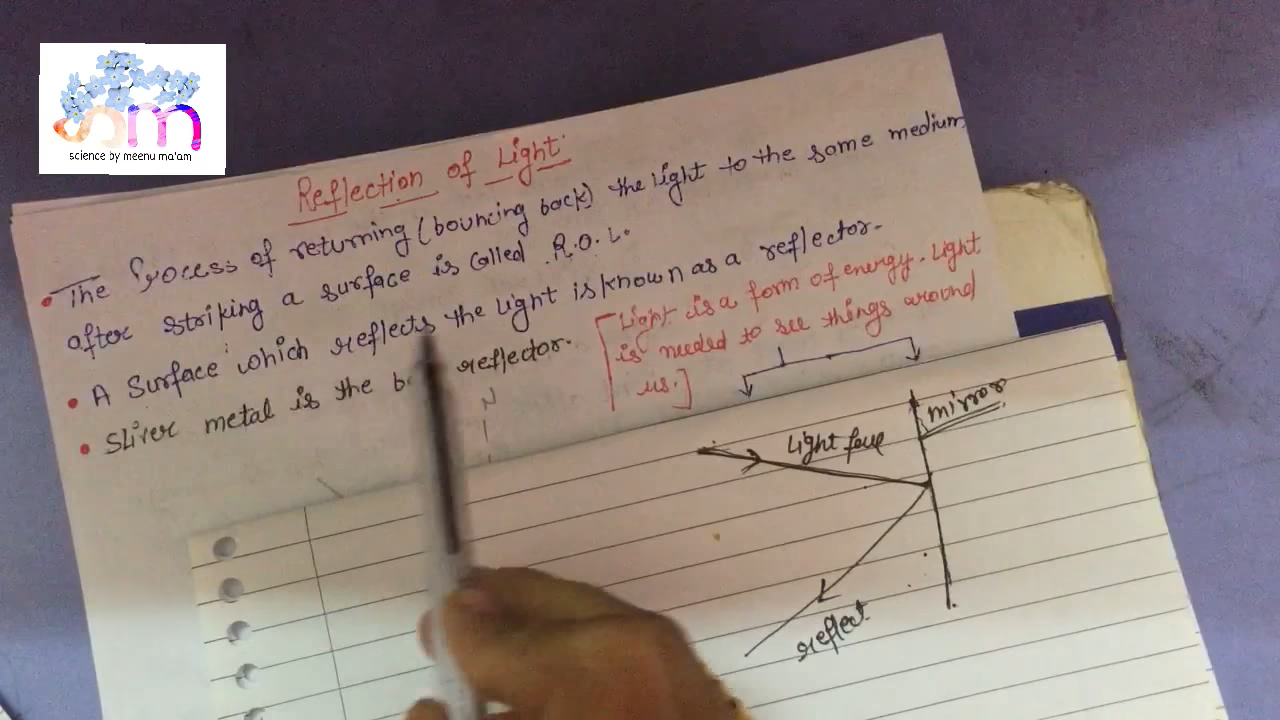 science by meenu ma'am
Reflection of Light
• The Process of returning (bouncing back) the light to the some medium
after striking a surface is called R.O.L.
• A Surface which reflects the light is known as a reflector.
• Sliver metal is the reflector.
[Light is a form of energy. Light
is needed to see things around
us.]
mirror
Light
reflect